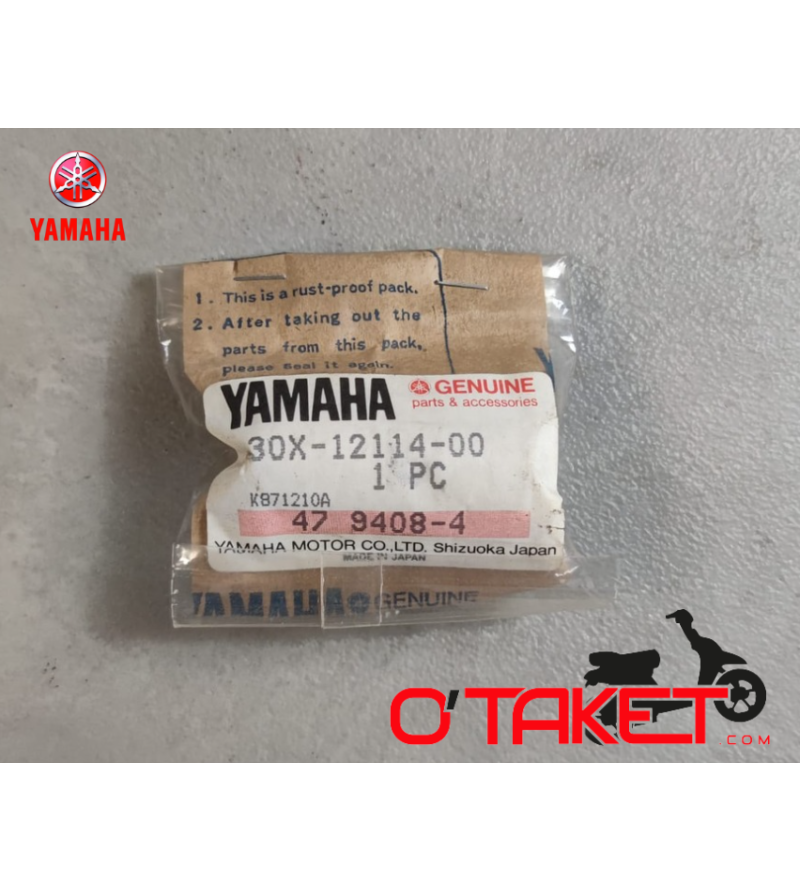 YAMAHA
1. This is a rust-proof pack.
2. After taking out the
parts from this pack,
please seal it again.
YAMAHA GENUINE
parts & accessories
30X-12114-00
1 PC
K871210A
47 9408-4
YAMAHA MOTOR CO.,LTD. Shizuoka Japan
MADE IN JAPAN
YAMAHA GENUINE
O'TAKET
.COM